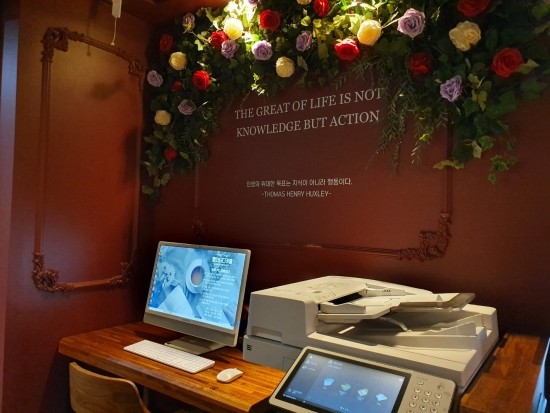 THE GREAT OF LIFE IS NOT
KNOWLEDGE BUT ACTION
인생의 위대한 목표는 지식이 아니라 행동이다.
-THOMAS HENRY HUXLEY-